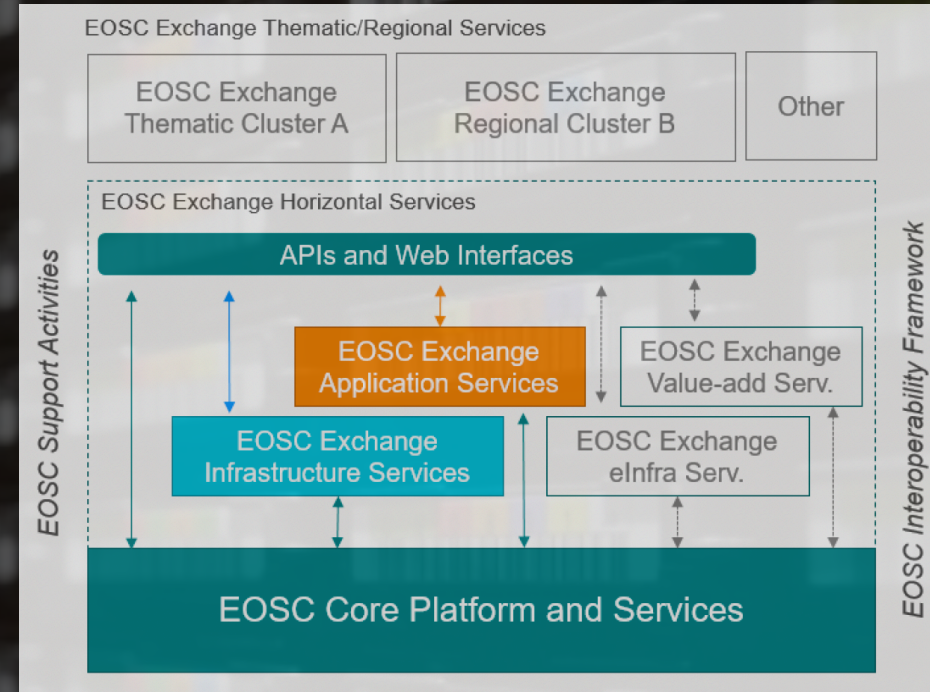 EOSC Exchange Thematic/Regional Services
EOSC Exchange
Thematic Cluster A
EOSC Exchange
Regional Cluster B
Other
EOSC Exchange Horizontal Services
APIs and Web Interfaces
EOSC Exchange
Application Services
EOSC Exchange
Value-add Serv.
EOSC Exchange
Infrastructure Services
EOSC Exchange
eInfra Serv.
EOSC Core Platform and Services
EOSC Support Activities
EOSC Interoperability Framework